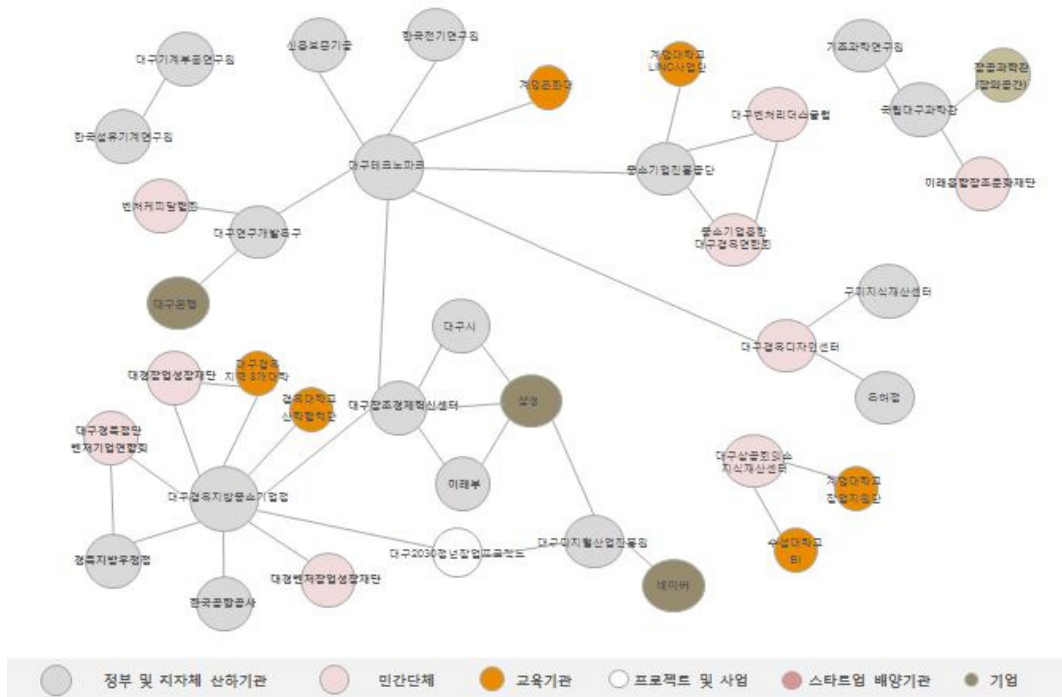 대구기계부품연구원
신용보증기금
한국전기연구원
계명문화대
계명대학교
LINC사업단
대구벤처리더스클럽
기초과학연구원
국립대구과학관
(창의공간)
한국섬유기계연구원
대구테크노파크
중소기업진흥공단
미래융합창조문화재단
벤처캐피탈협회
대구연구개발특구
중소기업융합
대구경북연합회
대구은행
구미지식재산센터
대구시
대구경북디자인센터
대구경북
지역 8개대학
대경창업성장재단
경북대학교
산학협력단
대구창조경제혁신센터
삼성
특허청
대구경북첨단
벤처기업연합회
대구상공회의소
지식재산센터
미래부
계명대학교
창업지원단
대구경북지방중소기업청
수성대학교
BI
경북지방우정청
대구2030청년창업프로젝트
대구디지털산업진흥원
대경벤처창업성장재단
네이버
한국공항공사
정부 및 지자체 산하기관
민간단체
교육기관
프로젝트 및 사업
스타트업 배양기관
기업